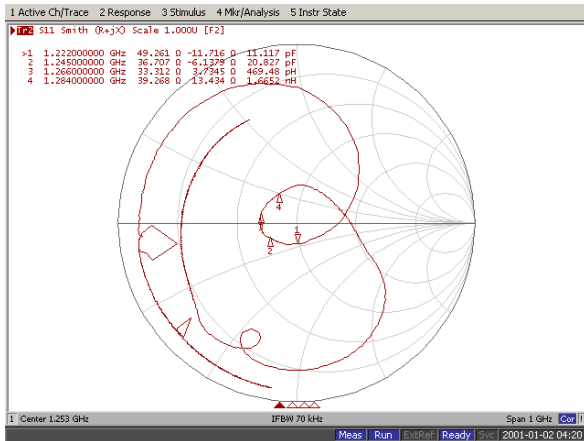 1 Active Ch/Trace 2 Response 3 Stimulus 4 Mkr/Analysis 5 Instr State
Tr2 S11 Smith (R+jX) Scale 1.000U [F2]
>1 1.222000000 GHz 49.261 Ω -11.716 Ω 11.117 pF
2 1.245000000 GHz 36.707 Ω -6.1379 Ω 20.827 pF
3 1.266000000 GHz 33.312 Ω 3.7345 Ω 469.48 pH
4 1.284000000 GHz 39.268 Ω 13.434 Ω 1.6652 nH
4
3
1
2
1 Center 1.253 GHz IFBW 70 kHz Span 1 GHz Cor !
Meas Run ExtRef Ready Svc 2001-01-02 04:20